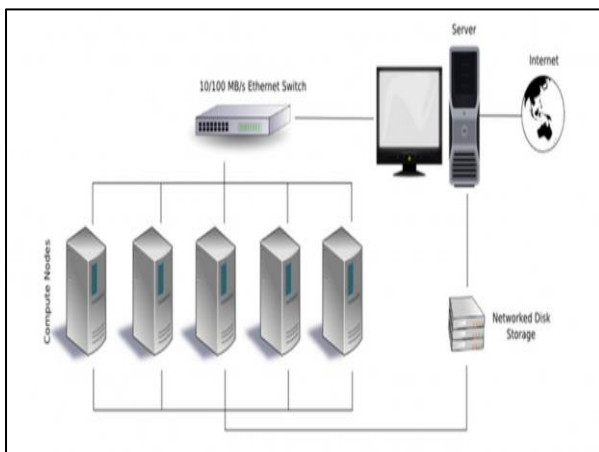 Server
Internet
10/100 MB/s Ethernet Switch
Compute Nodes
Networked Disk
Storage